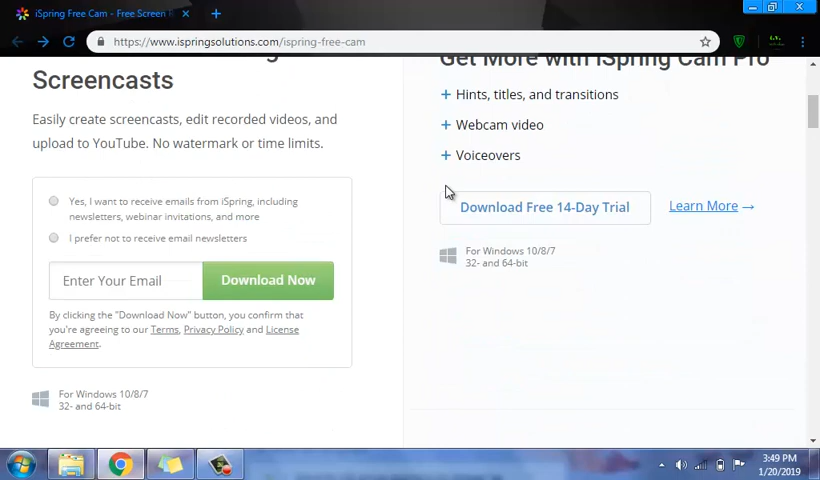 iSpring Free Cam - Free Screen R
https://www.ispringsolutions.com/ispring-free-cam
Screencasts
Easily create screencasts, edit recorded videos, and
upload to YouTube. No watermark or time limits.
Yes, I want to receive emails from iSpring, including
newsletters, webinar invitations, and more
I prefer not to receive email newsletters
Enter Your Email
Download Now
By clicking the "Download Now" button, you confirm that
you're agreeing to our Terms, Privacy Policy and License
Agreement.
For Windows 10/8/7
32- and 64-bit
Get More with iSpring Cam Pro
+ Hints, titles, and transitions
+ Webcam video
+ Voiceovers
Download Free 14-Day Trial
Learn More →
For Windows 10/8/7
32- and 64-bit
3:49 PM
1/20/2019